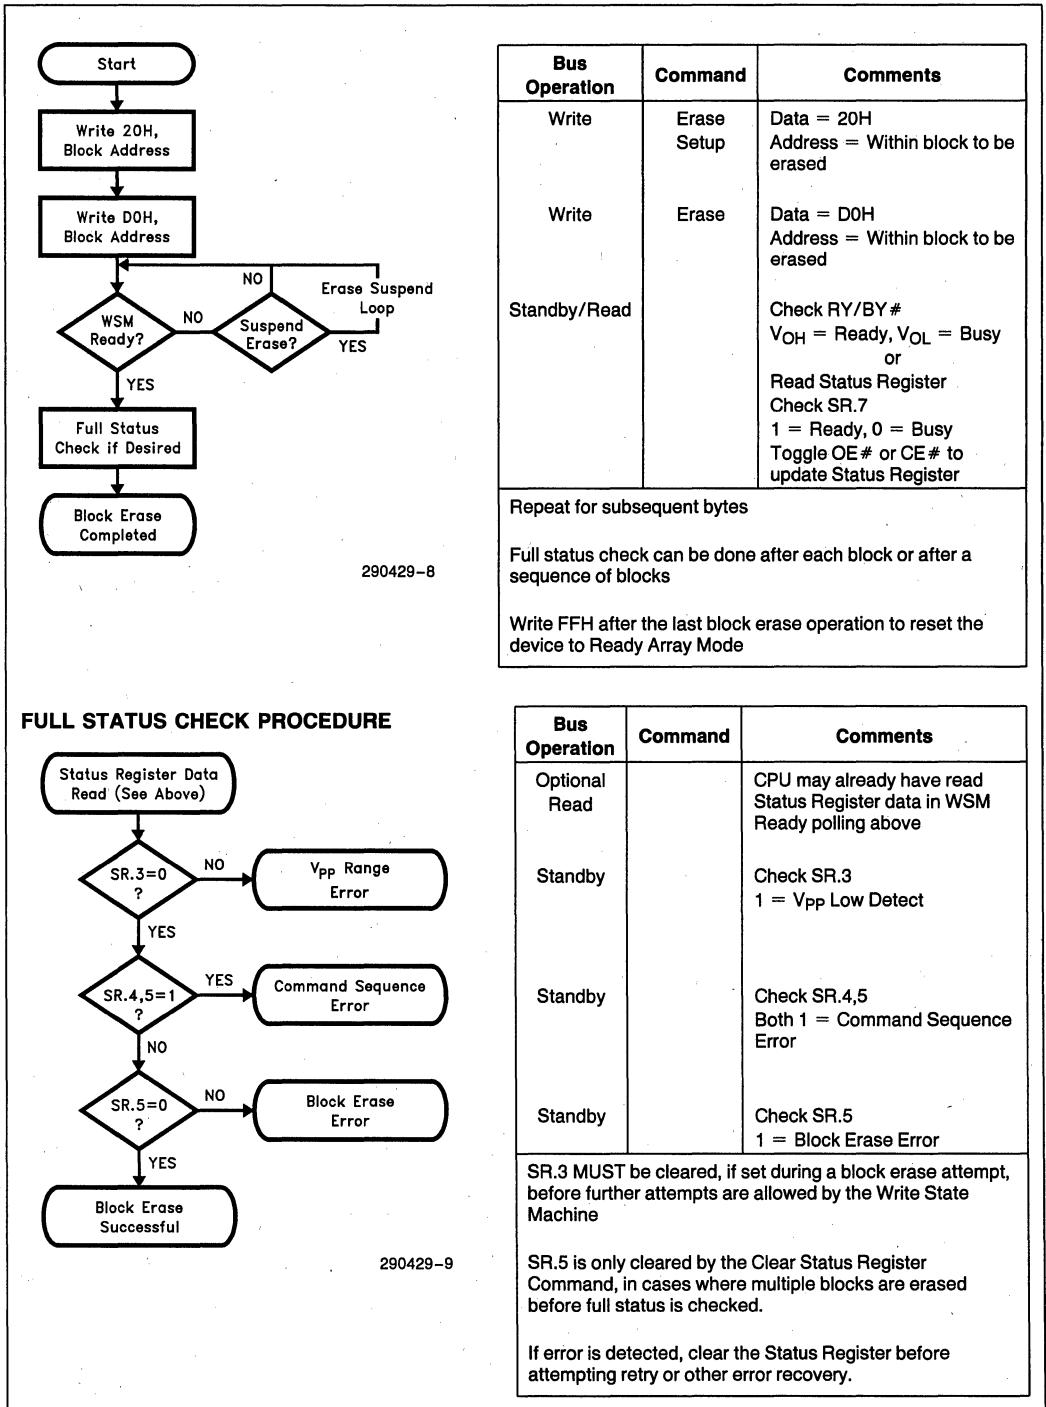 Start
Write 20H,
Block Address
Write D0H,
Block Address
NO
Erase Suspend
Loop
WSM
Ready?
NO
Suspend
Erase?
YES
YES
Full Status
Check if Desired
Block Erase
Completed
290429-8
Bus
Operation
Command
Comments
Write
Erase
Setup
Data = 20H
Address = Within block to be
erased
Write
Erase
Data = D0H
Address = Within block to be
erased
Standby/Read
Check RY/BY#
VOH = Ready, VOL = Busy
or
Read Status Register
Check SR.7
1 = Ready, 0 = Busy
Toggle OE# or CE# to
update Status Register
Repeat for subsequent bytes
Full status check can be done after each block or after a
sequence of blocks
Write FFH after the last block erase operation to reset the
device to Ready Array Mode
FULL STATUS CHECK PROCEDURE
Status Register Data
Read (See Above)
SR.3=0
?
NO
VPP Range
Error
YES
SR.4,5=1
?
YES
Command Sequence
Error
NO
SR.5=0
?
NO
Block Erase
Error
YES
Block Erase
Successful
290429-9
Bus
Operation
Command
Comments
Optional
Read
CPU may already have read
Status Register data in WSM
Ready polling above
Standby
Check SR.3
1 = VPP Low Detect
Standby
Check SR.4,5
Both 1 = Command Sequence
Error
Standby
Check SR.5
1 = Block Erase Error
SR.3 MUST be cleared, if set during a block erase attempt,
before further attempts are allowed by the Write State
Machine
SR.5 is only cleared by the Clear Status Register
Command, in cases where multiple blocks are erased
before full status is checked.
If error is detected, clear the Status Register before
attempting retry or other error recovery.